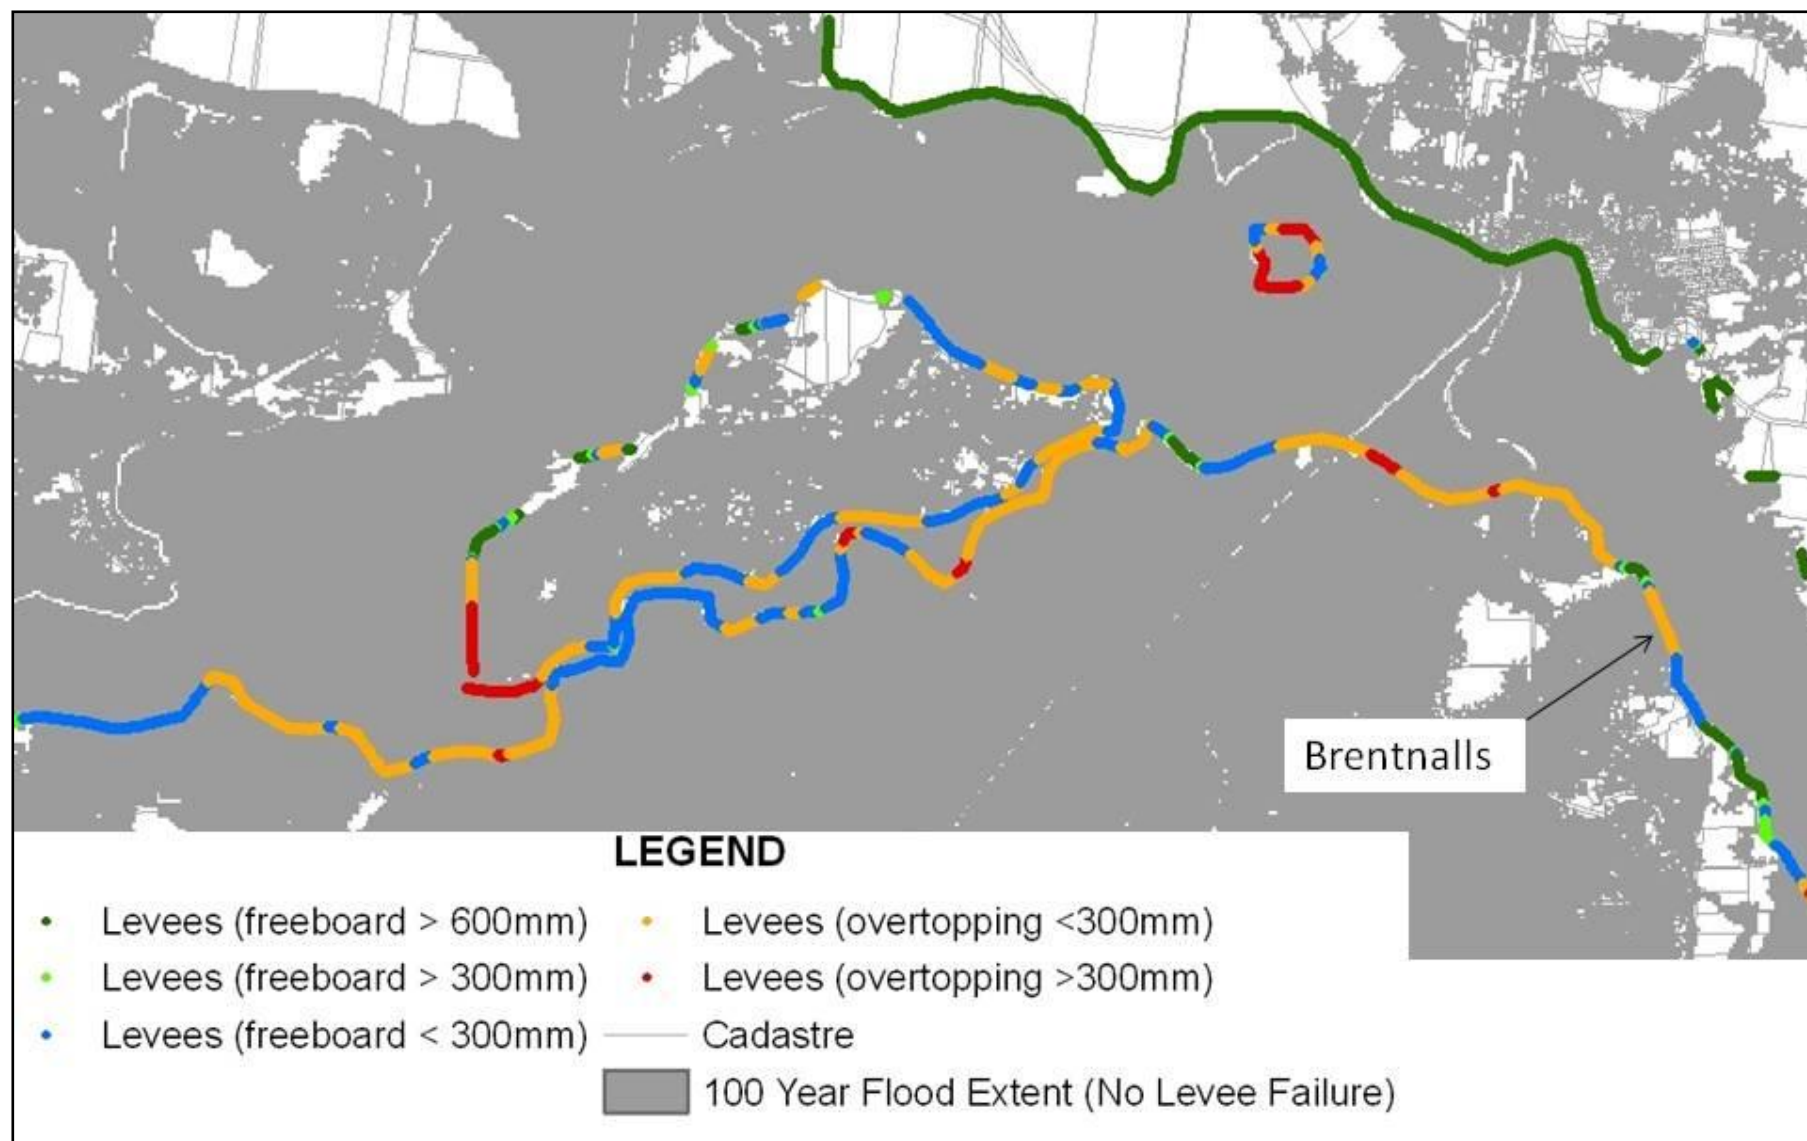 Brentnalls
LEGEND
Levees (freeboard > 600mm)
Levees (freeboard > 300mm)
Levees (freeboard < 300mm)
Levees (overtopping <300mm)
Levees (overtopping >300mm)
Cadastre
100 Year Flood Extent (No Levee Failure)